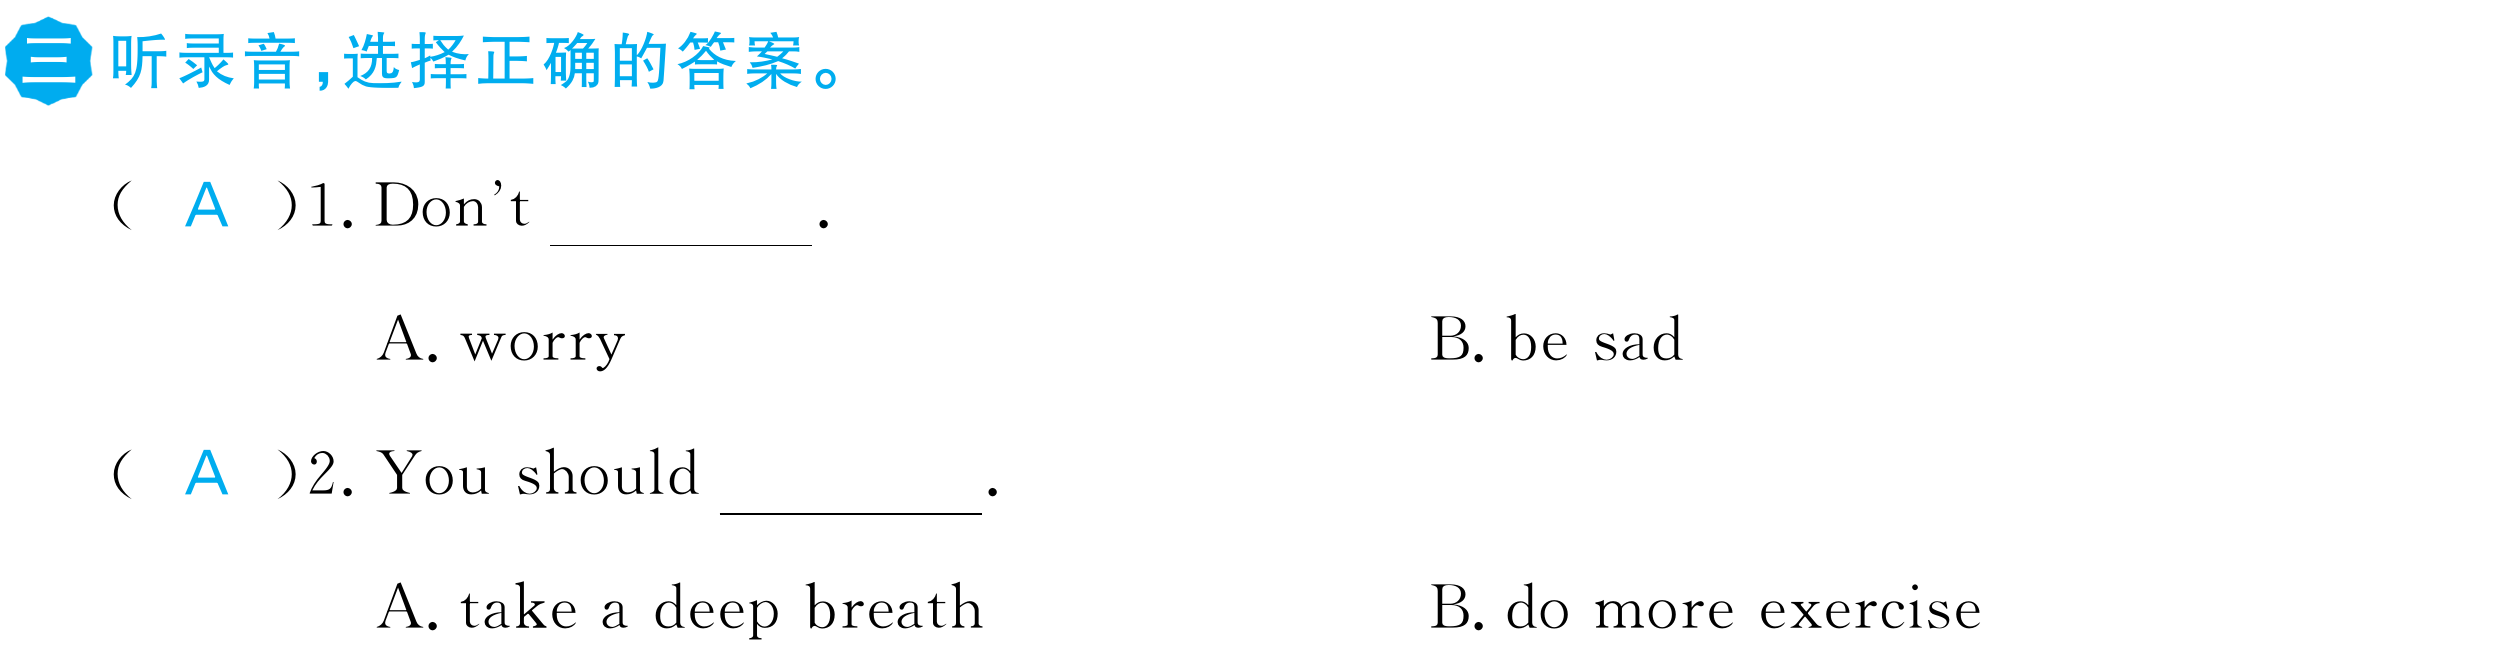 三 听录音，选择正确的答案。
( A )1. Don't ________.
A. worry B. be sad
( A )2. You should ________.
A. take a deep breath B. do more exercise